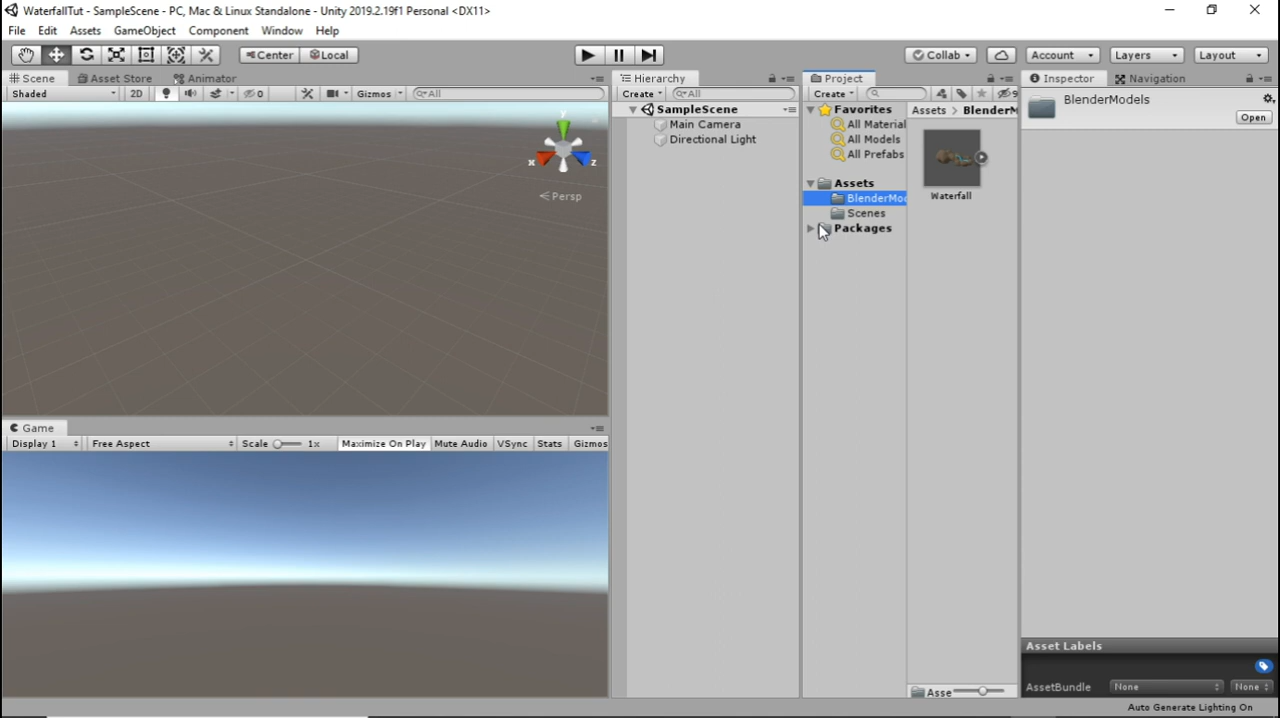 WaterfallTut - SampleScene - PC, Mac & Linux Standalone - Unity 2019.2.19f1 Personal <DX11>
File Edit Assets GameObject Component Window Help
Center Local Collab Account Layers Layout
Scene Asset Store Animator
Shaded 2D 0 Gizmos All
y
x
z
Persp
Hierarchy
Create All
SampleScene
Main Camera
Directional Light
Project
Create 9
Favorites
All Material
All Models
All Prefabs
Assets
BlenderMod
Scenes
Packages
Assets > BlenderM
Waterfall
Asse
Inspector Navigation
BlenderModels
Open
Game
Display 1 Free Aspect Scale 1x Maximize On Play Mute Audio VSync Stats Gizmos
Asset Labels
AssetBundle None None
Auto Generate Lighting On